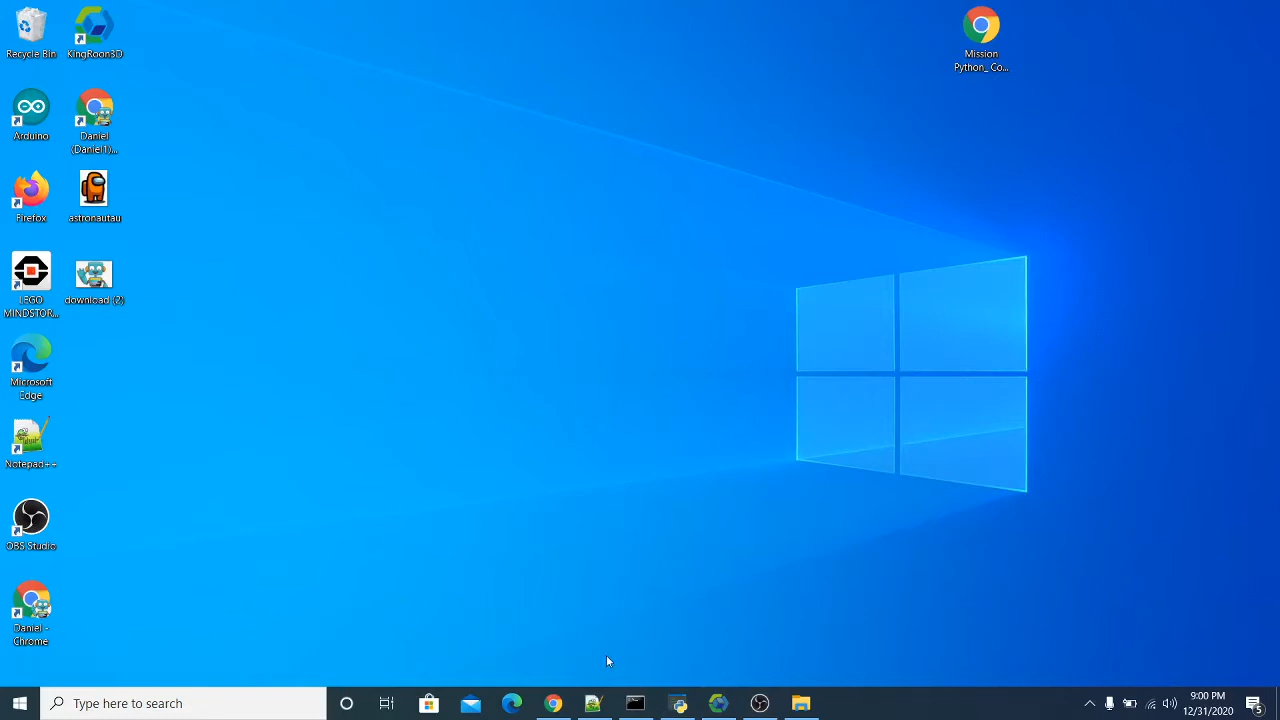 Recycle Bin
KingRoon3D
Mission
Python_ Co...
Arduino
Daniel
(Daniel1)...
Firefox
astronautau
LEGO
MINDSTOR...
download (2)
Microsoft
Edge
Notepad++
OBS Studio
Daniel -
Chrome
Type here to search
9:00 PM
12/31/2020
5